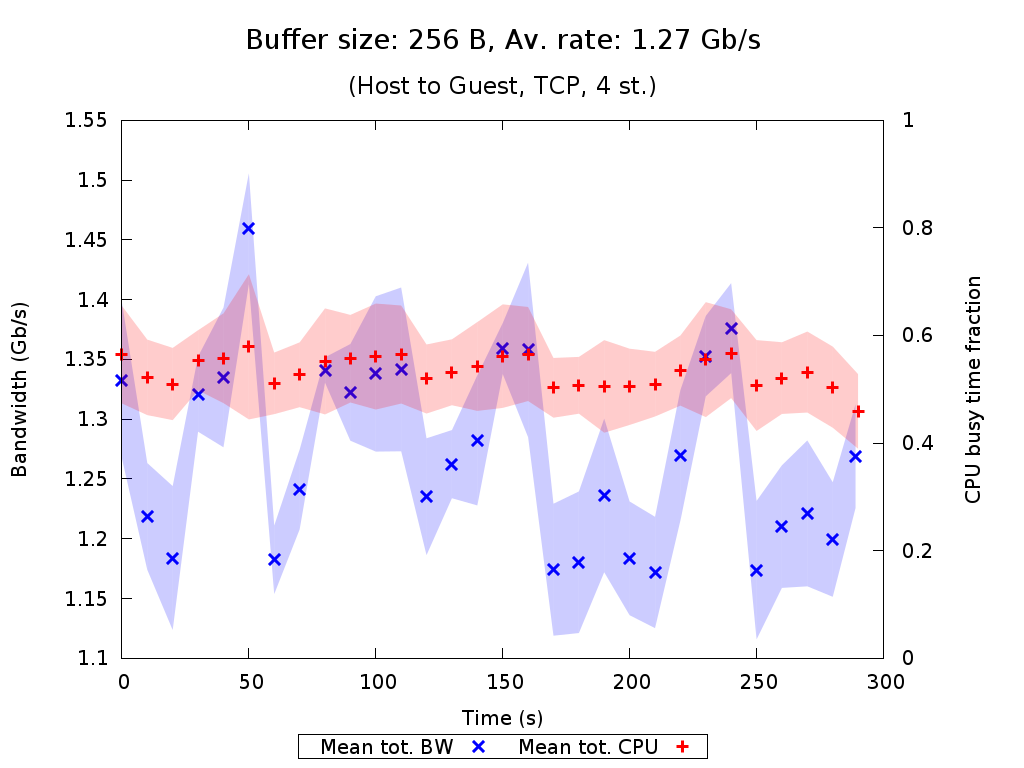 Buffer size: 256 B, Av. rate: 1.27 Gb/s
(Host to Guest, TCP, 4 st.)
Bandwidth (Gb/s)
1.55
1.5
1.45
1.4
1.35
1.3
1.25
1.2
1.15
1.1
1
0.8
0.6
0.4
0.2
0
CPU busy time fraction
0 50 100 150 200 250 300
Time (s)
Mean tot. BW Mean tot. CPU